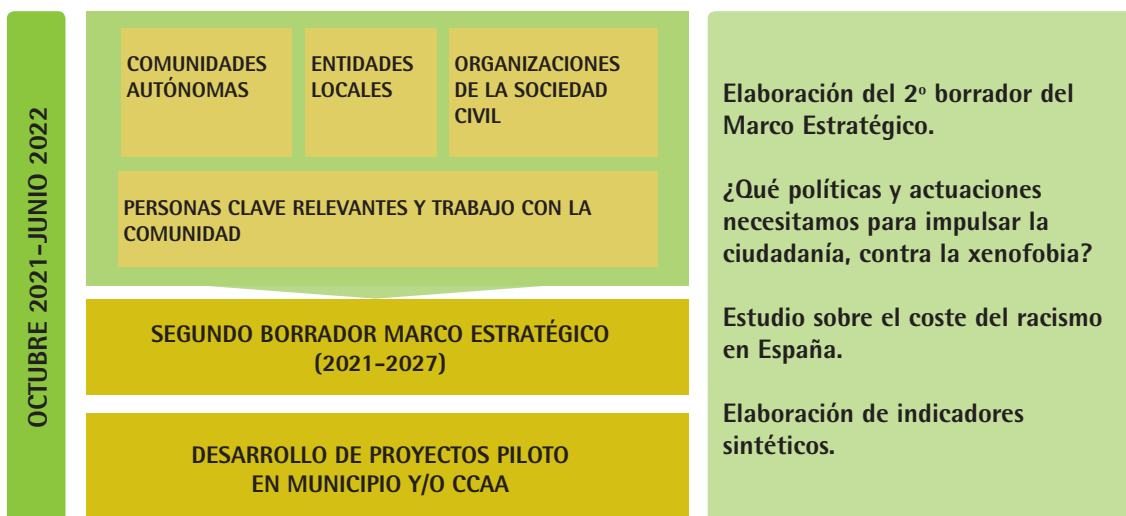 OCTUBRE 2021-JUNIO 2022
COMUNIDADES
AUTÓNOMAS
ENTIDADES
LOCALES
ORGANIZACIONES
DE LA SOCIEDAD
CIVIL
PERSONAS CLAVE RELEVANTES Y TRABAJO CON LA
COMUNIDAD
SEGUNDO BORRADOR MARCO ESTRATÉGICO
(2021-2027)
DESARROLLO DE PROYECTOS PILOTO
EN MUNICIPIO Y/O CCAA
Elaboración del 2º borrador del
Marco Estratégico.
¿Qué políticas y actuaciones
necesitamos para impulsar la
ciudadanía, contra la xenofobia?
Estudio sobre el coste del racismo
en España.
Elaboración de indicadores
sintéticos.